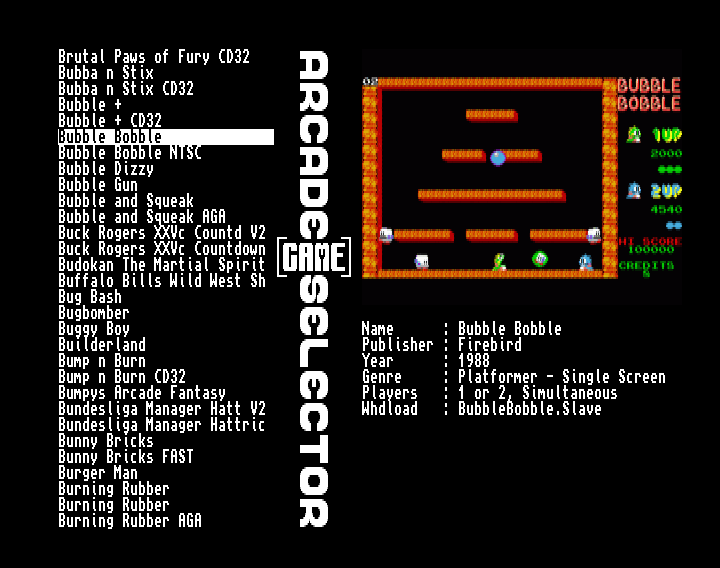 Brutal Paws of Fury CD32
Bubba n Stix
Bubba n Stix CD32
Bubble +
Bubble + CD32
Bubble Bobble
Bubble Bobble NTSC
Bubble Dizzy
Bubble Gun
Bubble and Squeak
Bubble and Squeak AGA
Buck Rogers XXVc Countd V2
Buck Rogers XXVc Countdown
Budokan The Martial Spirit
Buffalo Bills Wild West Sh
Bug Bash
Bugbomber
Buggy Boy
Builderland
Bump n Burn
Bump n Burn CD32
Bumpys Arcade Fantasy
Bundesliga Manager Hatt V2
Bundesliga Manager Hattric
Bunny Bricks
Bunny Bricks FAST
Burger Man
Burning Rubber
Burning Rubber
Burning Rubber AGA
ARCADE
[GAME]
SELECTOR
02
BUBBLE
BOBBLE
1UP
2000
2UP
4540
HI SCORE
100000
CREDITS
Name : Bubble Bobble
Publisher : Firebird
Year : 1988
Genre : Platformer - Single Screen
Players : 1 or 2, Simultaneous
Whdload : BubbleBobble.Slave